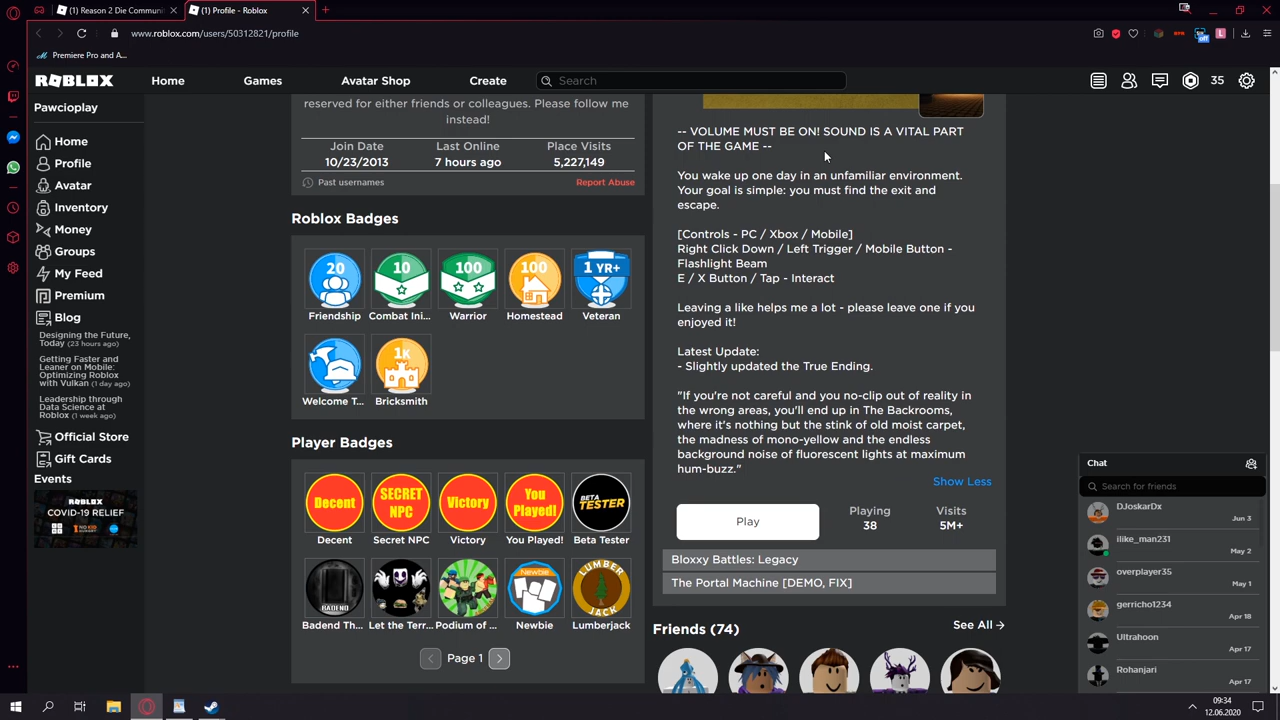 (1) Reason 2 Die Communi
(1) Profile - Roblox
www.roblox.com/users/50312821/profile
Premiere Pro and A...
ROBLOX
Home
Games
Avatar Shop
Create
Search
35
Pawcioplay
Home
Profile
Avatar
Inventory
Money
Groups
My Feed
Premium
Blog
Designing the Future,
Today (23 hours ago)
Getting Faster and
Leaner on Mobile:
Optimizing Roblox
with Vulkan (1 day ago)
Leadership through
Data Science at
Roblox (1 week ago)
Official Store
Gift Cards
Events
ROBLOX
COVID-19 RELIEF
reserved for either friends or colleagues. Please follow me
instead!
Join Date
10/23/2013
Last Online
7 hours ago
Place Visits
5,227,149
Past usernames
Report Abuse
Roblox Badges
20
Friendship
10
Combat Ini...
100
Warrior
100
Homestead
1 YR+
Veteran
Welcome T...
1K
Bricksmith
Player Badges
Decent
Decent
SECRET
NPC
Secret NPC
Victory
Victory
You
Played!
You Played!
BETA
TESTER
Beta Tester
BADEND
Badend Th...
Let the Terr...
Podium of ...
Newbie
Newbie
LUMBER
JACK
Lumberjack
Page 1
-- VOLUME MUST BE ON! SOUND IS A VITAL PART
OF THE GAME --
You wake up one day in an unfamiliar environment.
Your goal is simple: you must find the exit and
escape.
[Controls - PC / Xbox / Mobile]
Right Click Down / Left Trigger / Mobile Button -
Flashlight Beam
E / X Button / Tap - Interact
Leaving a like helps me a lot - please leave one if you
enjoyed it!
Latest Update:
- Slightly updated the True Ending.
"If you're not careful and you no-clip out of reality in
the wrong areas, you'll end up in The Backrooms,
where it's nothing but the stink of old moist carpet,
the madness of mono-yellow and the endless
background noise of fluorescent lights at maximum
hum-buzz."
Show Less
Play
Playing
38
Visits
5M+
Bloxxy Battles: Legacy
The Portal Machine [DEMO, FIX]
Friends (74)
See All
Chat
Search for friends
DJoskarDx
Jun 3
ilike_man231
May 2
overplayer35
May 1
gerricho1234
Apr 18
Ultrahoon
Apr 17
Rohanjari
Apr 17
09:34
12.06.2020